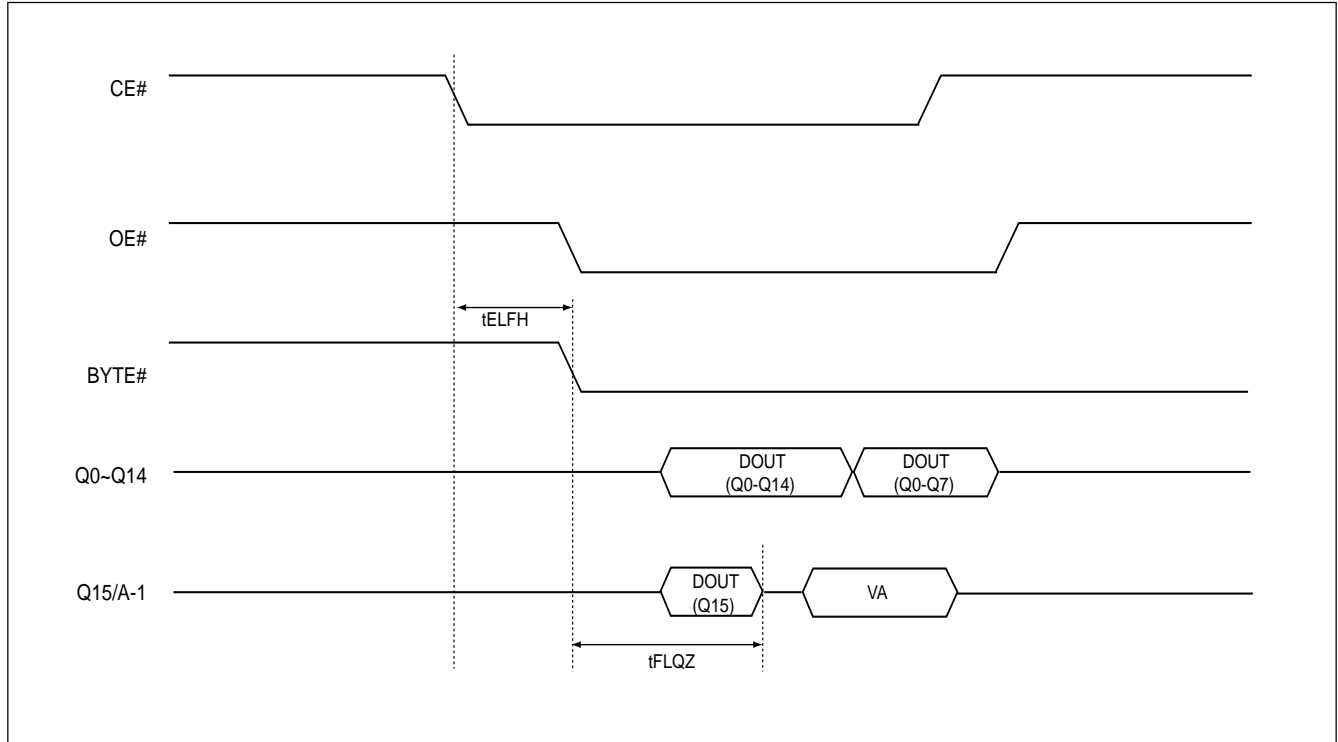 CE#
OE#
tELFH
BYTE#
Q0~Q14
DOUT
(Q0-Q14)
DOUT
(Q0-Q7)
Q15/A-1
DOUT
(Q15)
VA
tFLQZ